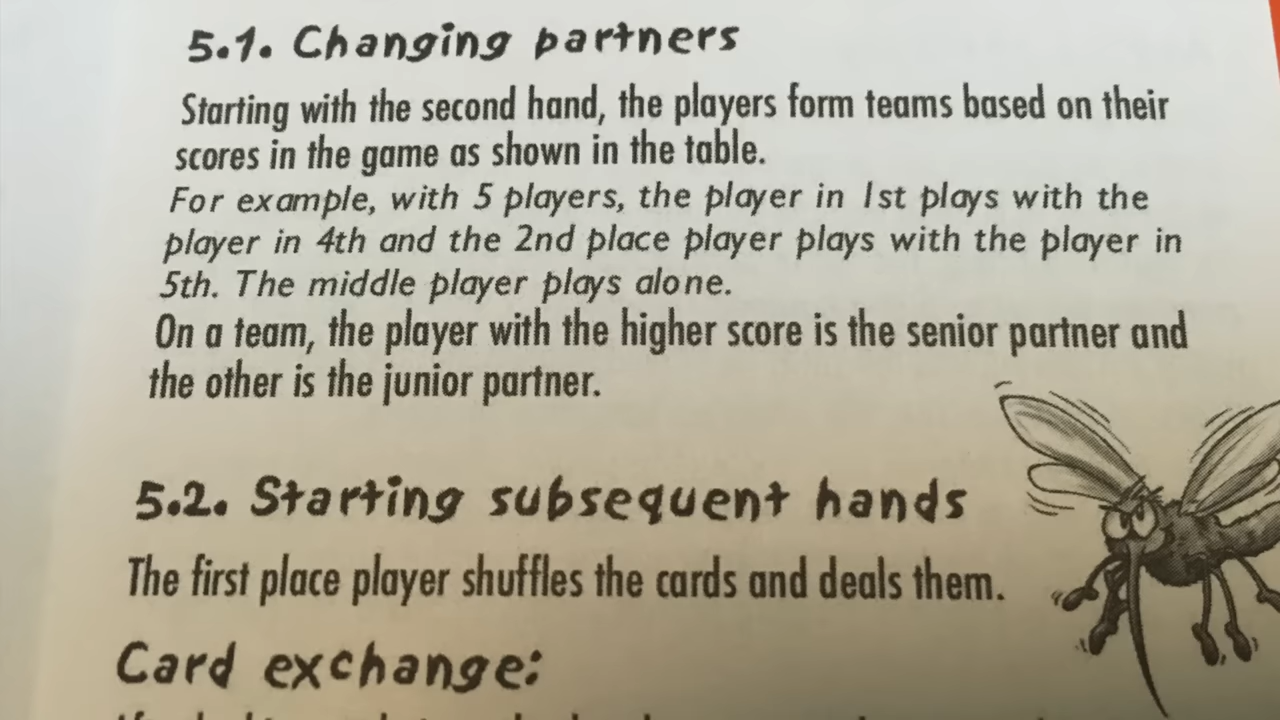 5.1. Changing partners
Starting with the second hand, the players form teams based on their
scores in the game as shown in the table.
For example, with 5 players, the player in 1st plays with the
player in 4th and the 2nd place player plays with the player in
5th. The middle player plays alone.
On a team, the player with the higher score is the senior partner and
the other is the junior partner.
5.2. Starting subsequent hands
The first place player shuffles the cards and deals them.
Card exchange: